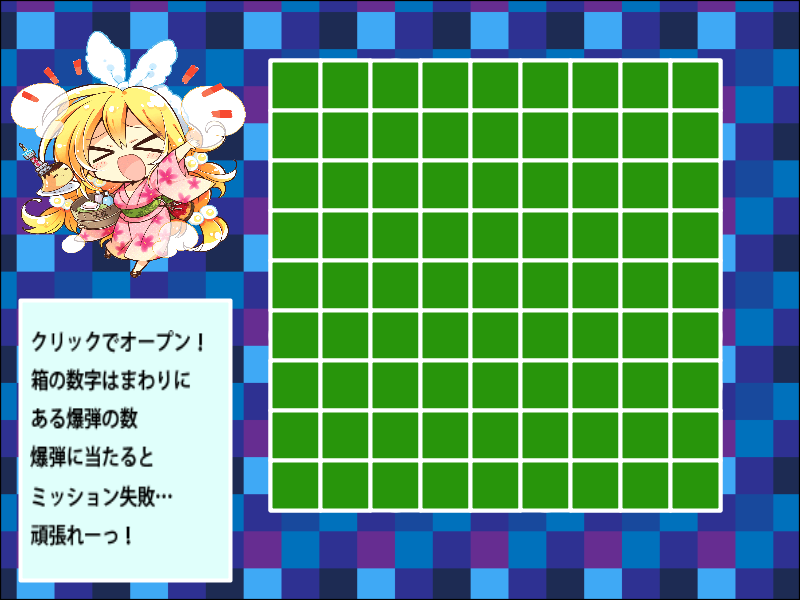 クリックでオープン！
箱の数字はまわりに
ある爆弾の数
爆弾に当たると
ミッション失敗…
頑張れーっ！